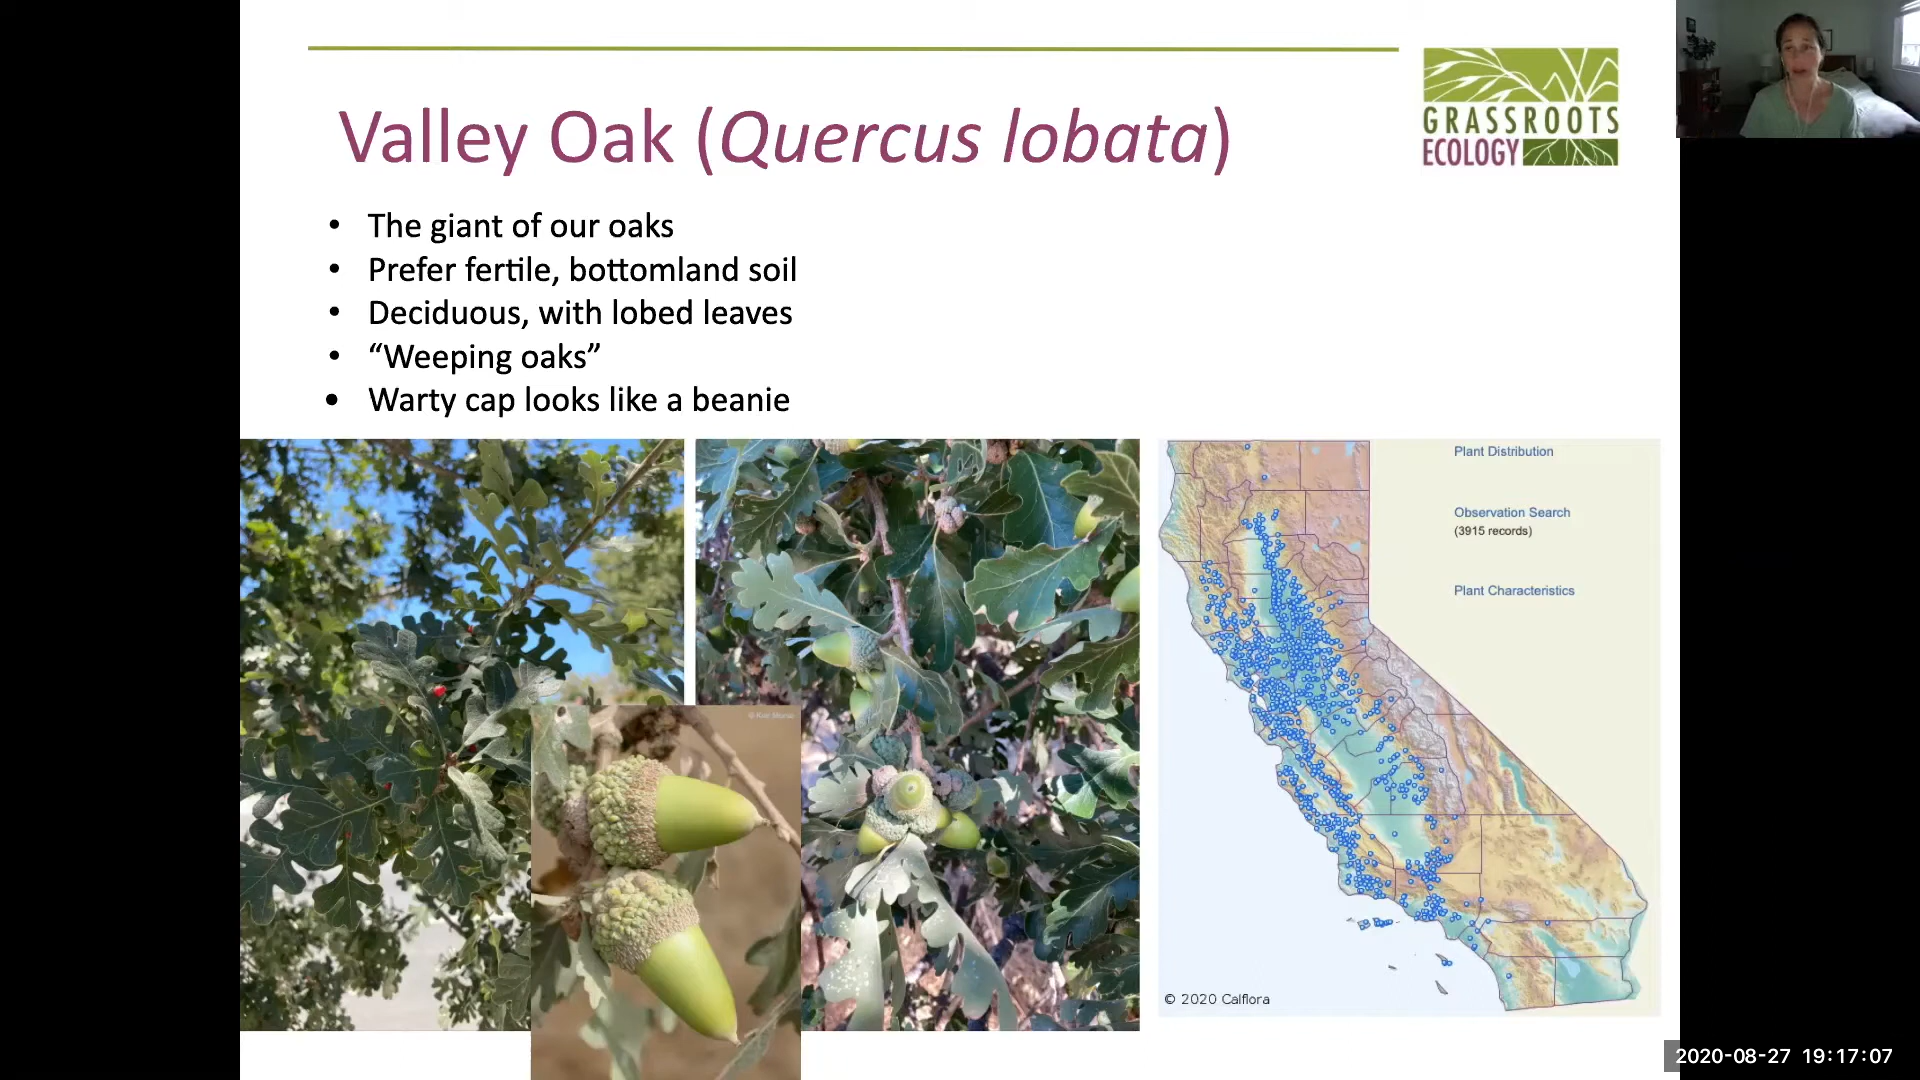 Valley Oak (Quercus lobata)
GRASSROOTS
ECOLOGY
• The giant of our oaks
• Prefer fertile, bottomland soil
• Deciduous, with lobed leaves
• “Weeping oaks”
• Warty cap looks like a beanie
Plant Distribution
Observation Search
(3915 records)
Plant Characteristics
© 2020 Calflora
2020-08-27 19:17:07